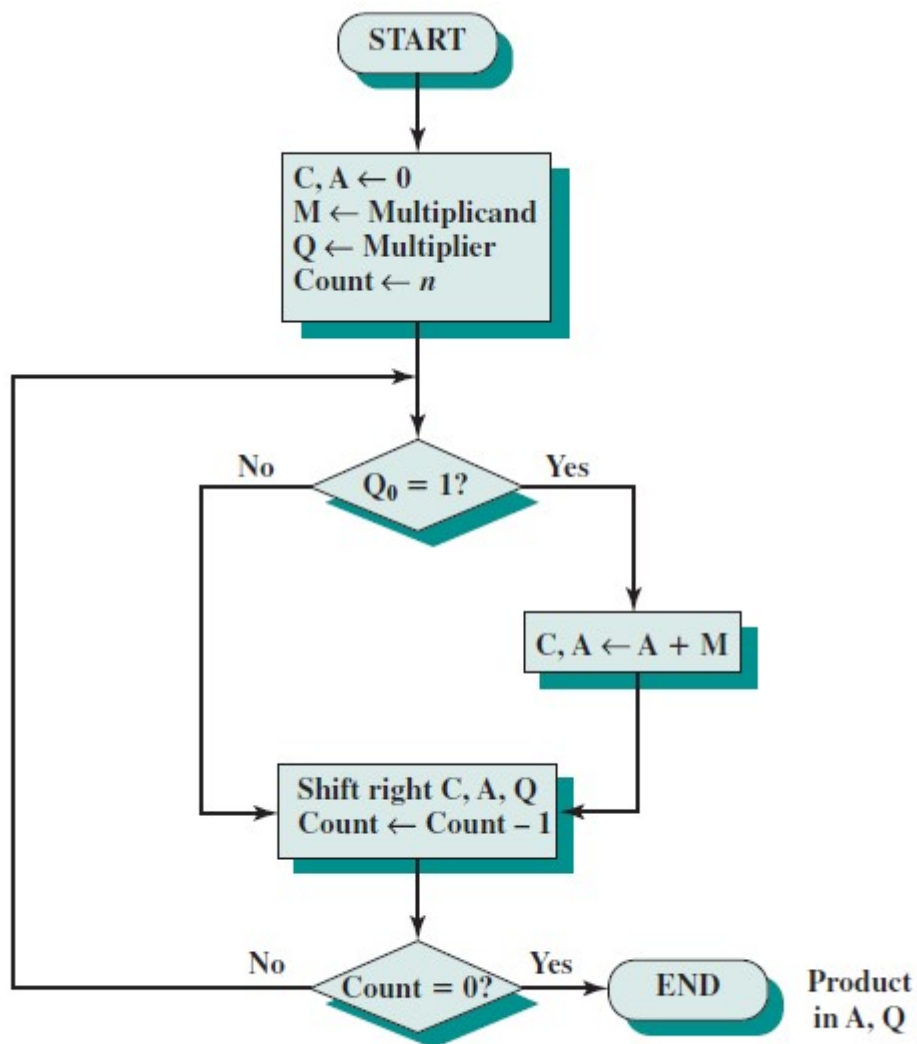 START
C, A ← 0
M ← Multiplicand
Q ← Multiplier
Count ← n
No
Q₀ = 1?
Yes
C, A ← A + M
Shift right C, A, Q
Count ← Count – 1
No
Count = 0?
Yes
END
Product
in A, Q